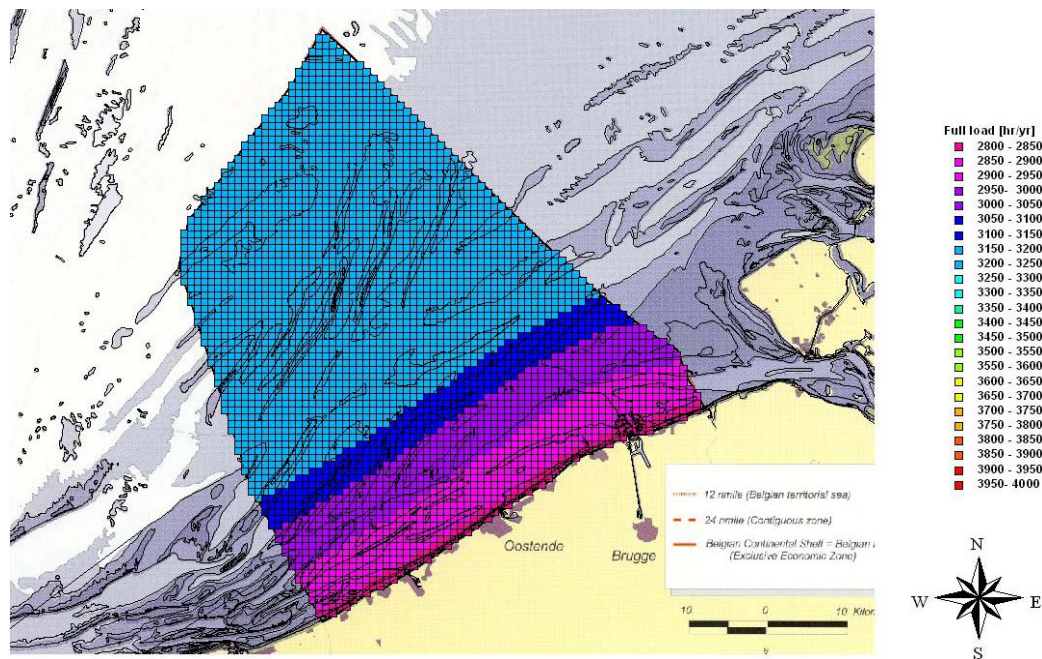 Full load [hr/yr]
2800 - 2850
2850 - 2900
2900 - 2950
2950- 3000
3000 - 3050
3050 - 3100
3100 - 3150
3150 - 3200
3200 - 3250
3250 - 3300
3300 - 3350
3350 - 3400
3400 - 3450
3450 - 3500
3500 - 3550
3550 - 3600
3600 - 3650
3650 - 3700
3700 - 3750
3750 - 3800
3800 - 3850
3850 - 3900
3900 - 3950
3950- 4000
12 nmile (Belgian territorial sea)
24 nmile (Contiguous zone)
Belgian Continental Shelf = Belgian
(Exclusive Economic Zone)
Oostende
Brugge
10 0 10 Kilon
N
W E
S